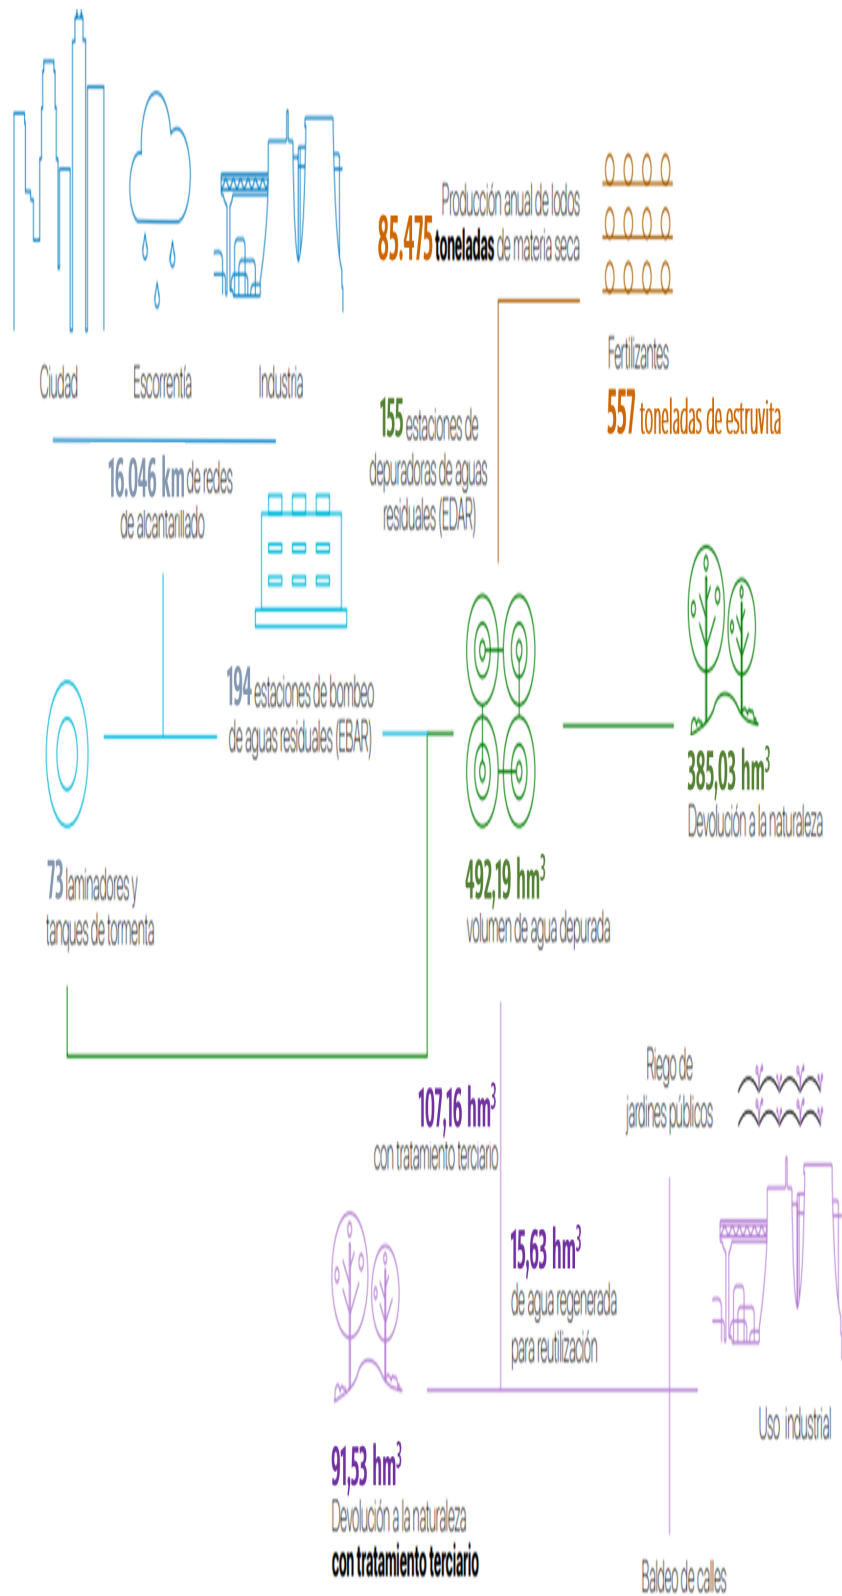 Ciudad
Escorrentía
Industria
16.046 km de redes
de alcantarillado
Producción anual de lodos
85.475 toneladas de materia seca
Fertilizantes
557 toneladas de estruvita
155 estaciones de
depuradoras de aguas
residuales (EDAR)
194 estaciones de bombeo
de aguas residuales (EBAR)
73 laminadores y
tanques de tormenta
492,19 hm³
volumen de agua depurada
385,03 hm³
Devolución a la naturaleza
107,16 hm³
con tratamiento terciario
15,63 hm³
de agua regenerada
para reutilización
Riego de
jardines públicos
Uso industrial
Baldeo de calles
91,53 hm³
Devolución a la naturaleza
con tratamiento terciario